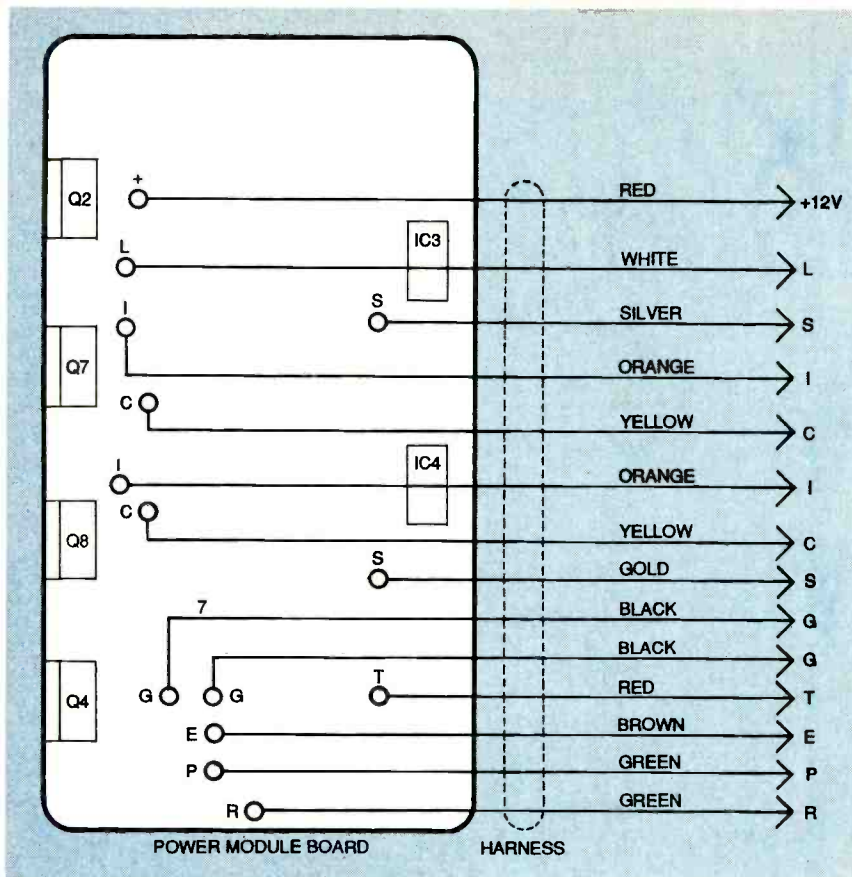 +
Q2
RED
+12V
L
IC3
WHITE
L
I
S
SILVER
S
Q7
ORANGE
I
C
YELLOW
C
I
IC4
ORANGE
I
C
Q8
YELLOW
C
S
GOLD
S
7
BLACK
G
BLACK
G
Q4
G
G
T
RED
T
E
BROWN
E
P
GREEN
P
R
GREEN
R
POWER MODULE BOARD
HARNESS